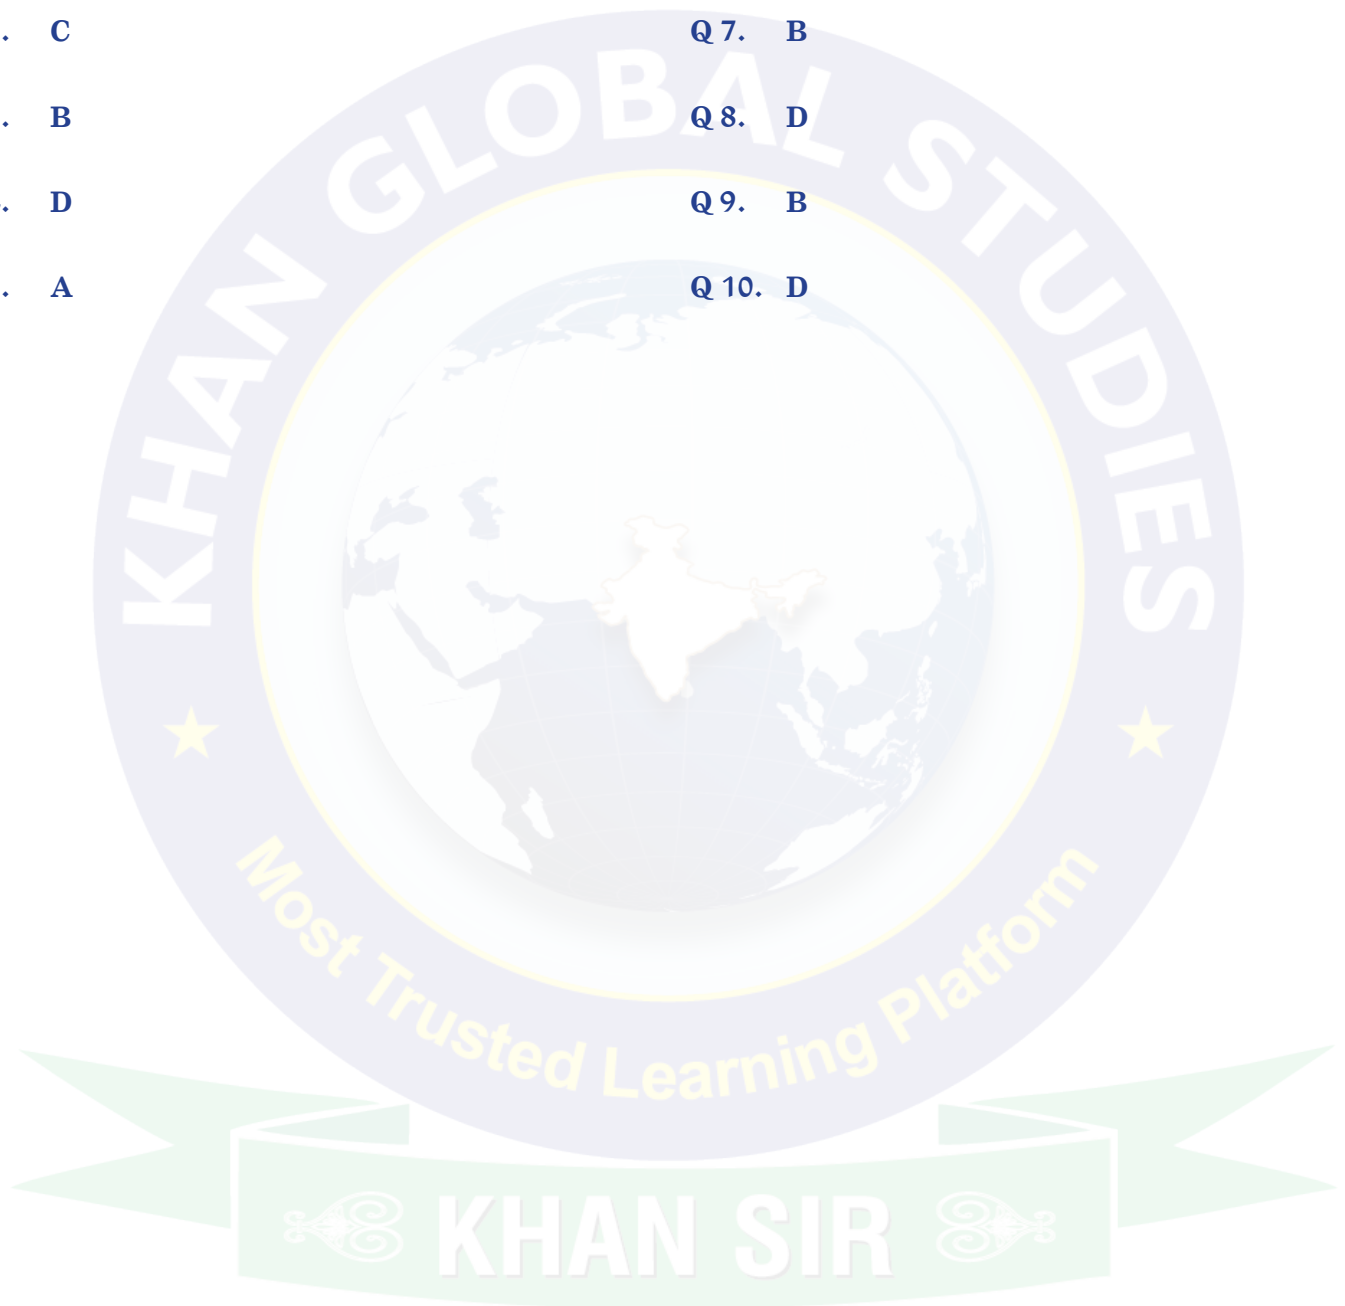 . C
. B
. D
. A
Q 7. B
Q 8. D
Q 9. B
Q 10. D
KHAN GLOBAL STUDIES
Most Trusted Learning Platform
KHAN SIR